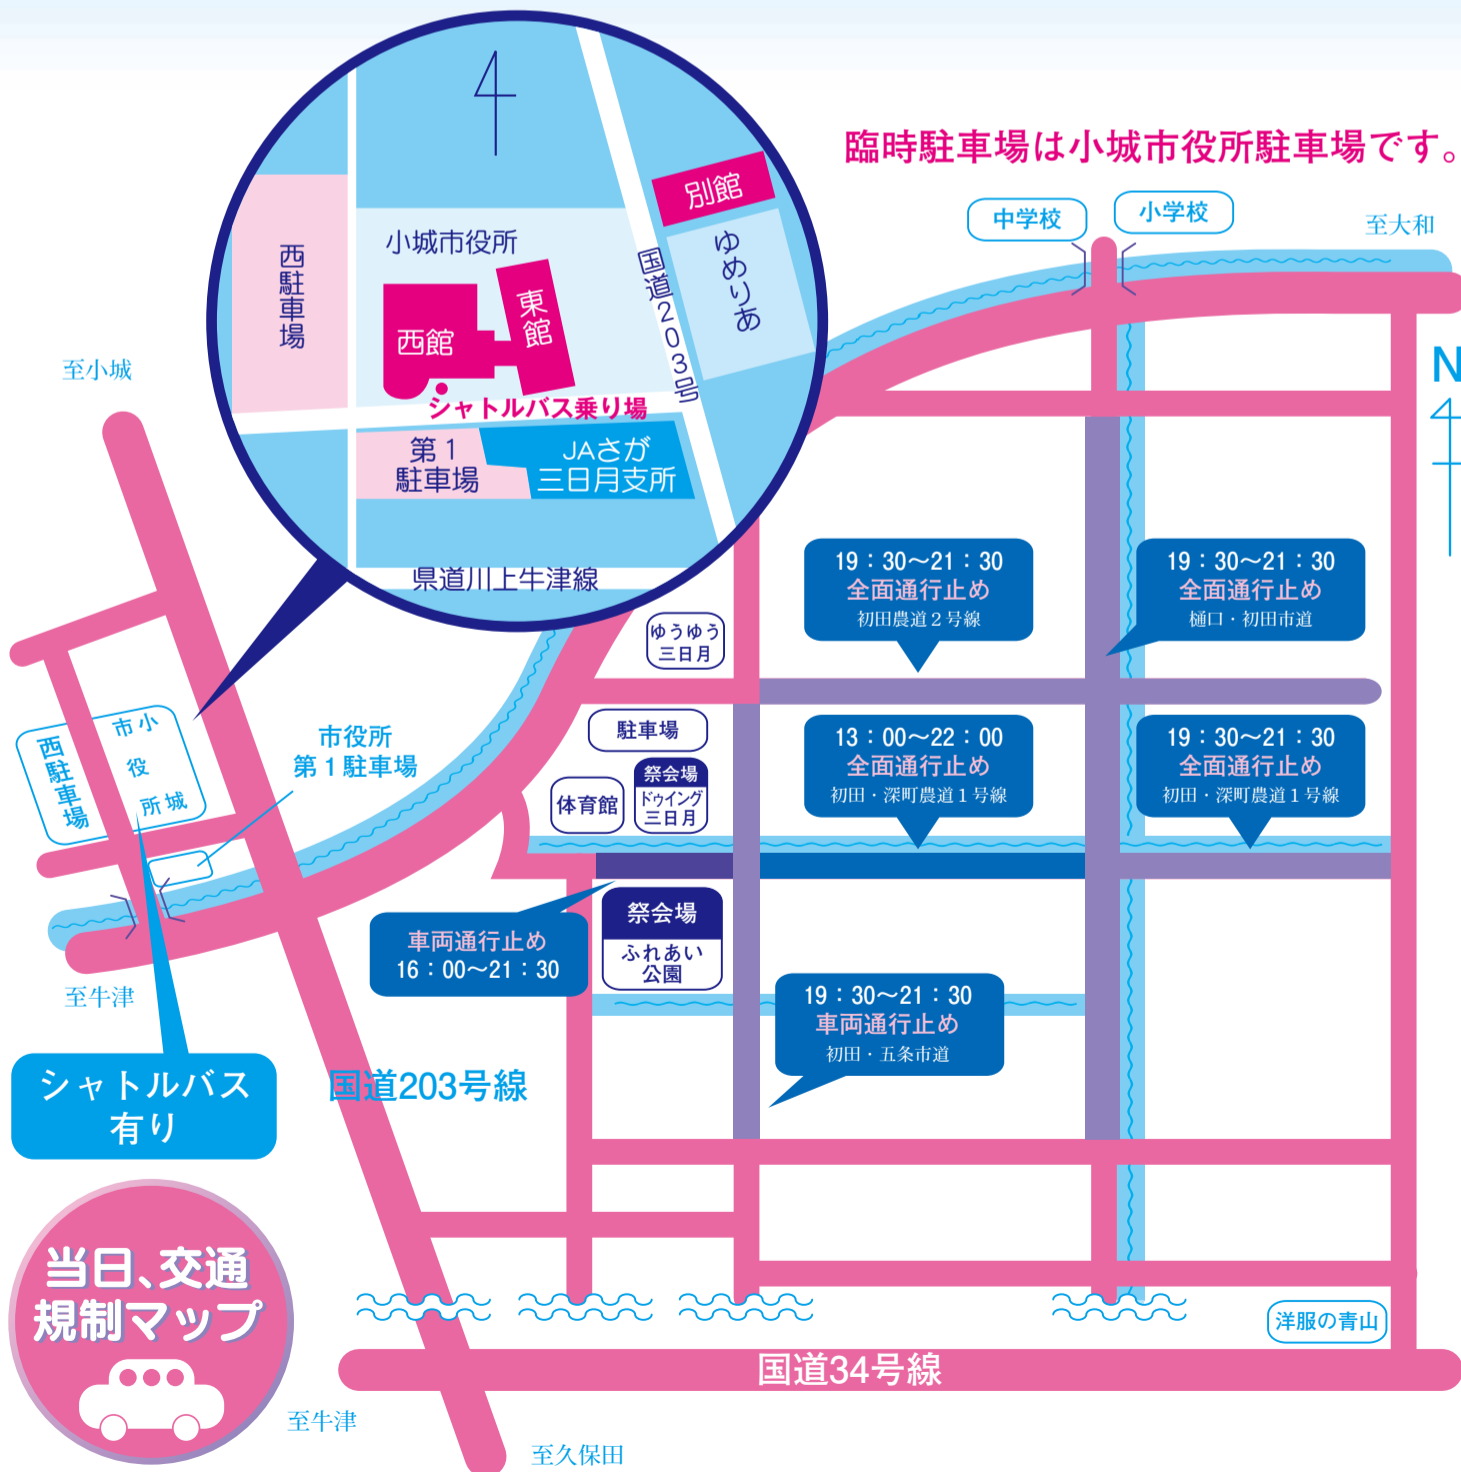 臨時駐車場は小城市役所駐車場です。
別館
ゆめりあ
小城市役所
西駐車場
西館
東館
国道203号
シャトルバス乗り場
第1
駐車場
JAさが
三日月支所
県道川上牛津線
中学校
小学校
至大和
N
至小城
19：30〜21：30
全面通行止め
初田農道２号線
19：30〜21：30
全面通行止め
樋口・初田市道
ゆうゆう
三日月
駐車場
体育館
祭会場
ドゥイング
三日月
13：00〜22：00
全面通行止め
初田・深町農道１号線
19：30〜21：30
全面通行止め
初田・深町農道１号線
小城
市役所
西駐車場
市役所
第１駐車場
車両通行止め
16：00〜21：30
祭会場
ふれあい
公園
19：30〜21：30
車両通行止め
初田・五条市道
至牛津
シャトルバス
有り
国道203号線
当日、交通
規制マップ
洋服の青山
国道34号線
至牛津
至久保田